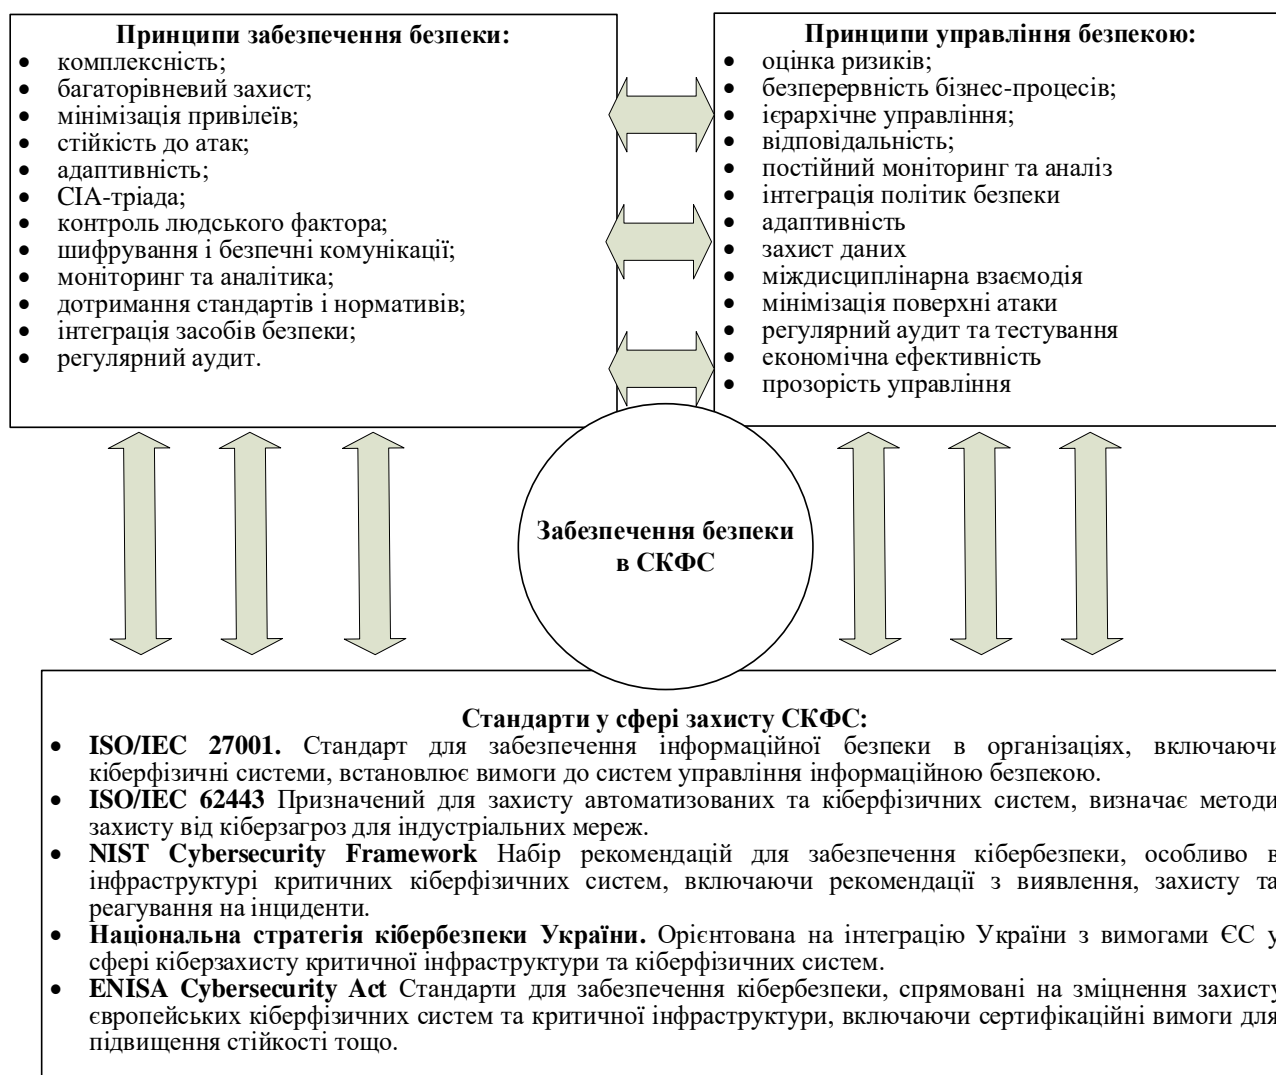 Принципи забезпечення безпеки:
• комплексність;
• багаторівневий захист;
• мінімізація привілеїв;
• стійкість до атак;
• адаптивність;
• CIA-тріада;
• контроль людського фактора;
• шифрування і безпечні комунікації;
• моніторинг та аналітика;
• дотримання стандартів і нормативів;
• інтеграція засобів безпеки;
• регулярний аудит.
Принципи управління безпекою:
• оцінка ризиків;
• безперервність бізнес-процесів;
• ієрархічне управління;
• відповідальність;
• постійний моніторинг та аналіз
• інтеграція політик безпеки
• адаптивність
• захист даних
• міждисциплінарна взаємодія
• мінімізація поверхні атаки
• регулярний аудит та тестування
• економічна ефективність
• прозорість управління
Забезпечення безпеки
в СКФС
Стандарти у сфері захисту СКФС:
• ISO/IEC 27001. Стандарт для забезпечення інформаційної безпеки в організаціях, включаючи
кіберфізичні системи, встановлює вимоги до систем управління інформаційною безпекою.
• ISO/IEC 62443 Призначений для захисту автоматизованих та кіберфізичних систем, визначає методи
захисту від кіберзагроз для індустріальних мереж.
• NIST Cybersecurity Framework Набір рекомендацій для забезпечення кібербезпеки, особливо в
інфраструктурі критичних кіберфізичних систем, включаючи рекомендації з виявлення, захисту та
реагування на інциденти.
• Національна стратегія кібербезпеки України. Орієнтована на інтеграцію України з вимогами ЄС у
сфері кіберзахисту критичної інфраструктури та кіберфізичних систем.
• ENISA Cybersecurity Act Стандарти для забезпечення кібербезпеки, спрямовані на зміцнення захисту
європейських кіберфізичних систем та критичної інфраструктури, включаючи сертифікаційні вимоги для
підвищення стійкості тощо.